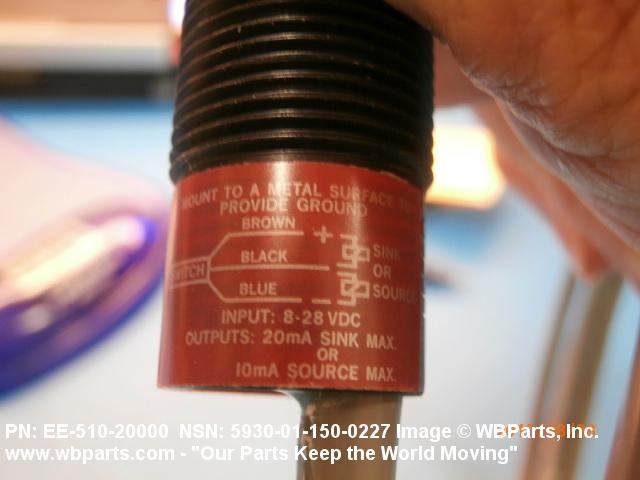 MOUNT TO A METAL SURFACE TO
PROVIDE GROUND
BROWN
+
SINK
SWITCH
BLACK
OR
BLUE
SOURCE
INPUT: 8-28 VDC
OUTPUTS: 20mA SINK MAX.
OR
10mA SOURCE MAX.
PN: EE-510-20000 NSN: 5930-01-150-0227 Image © WBParts, Inc.
www.wbparts.com - "Our Parts Keep the World Moving"